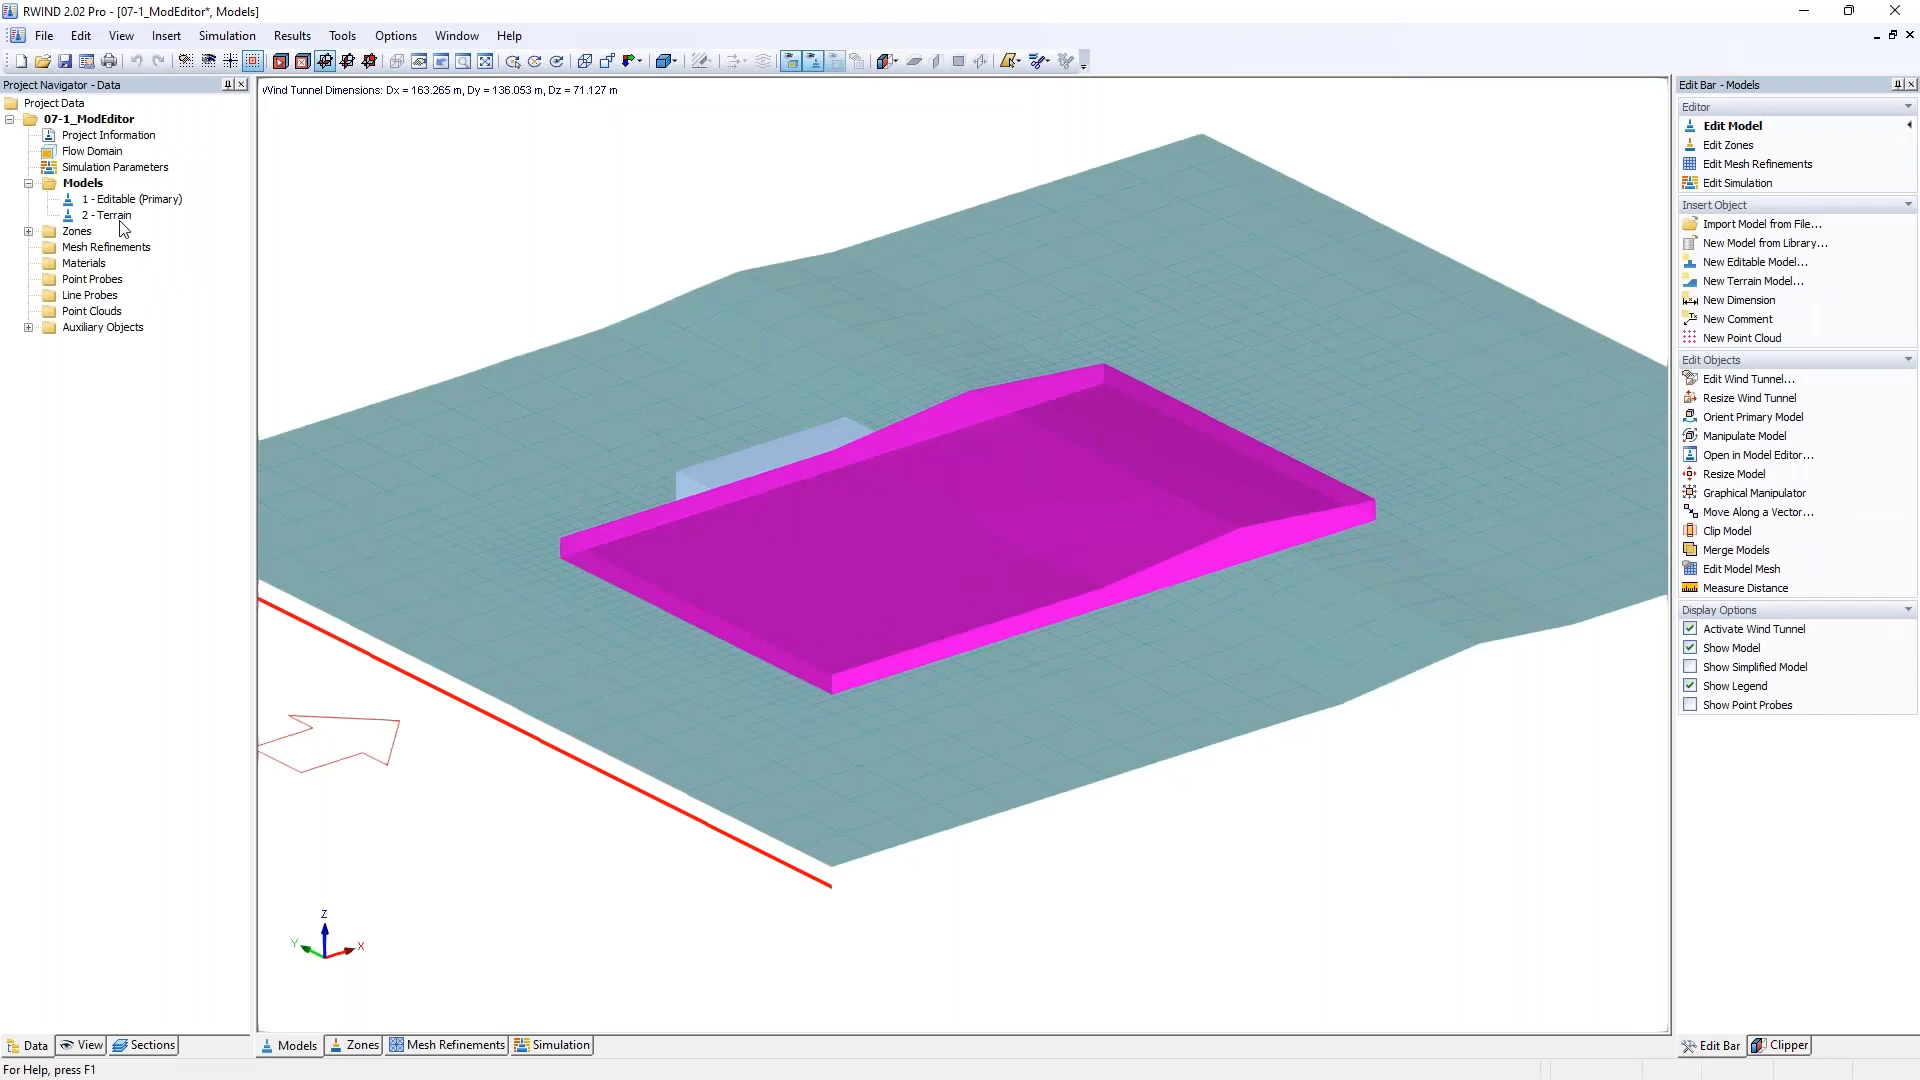 RWIND 2.02 Pro - [07-1_ModEditor*, Models]
File Edit View Insert Simulation Results Tools Options Window Help
Project Navigator - Data
Project Data
07-1_ModEditor
Project Information
Flow Domain
Simulation Parameters
Models
1 - Editable (Primary)
2 - Terrain
Zones
Mesh Refinements
Materials
Point Probes
Line Probes
Point Clouds
Auxiliary Objects
Data View Sections
Wind Tunnel Dimensions: Dx = 163.265 m, Dy = 136.053 m, Dz = 71.127 m
Z
Y
X
Models Zones Mesh Refinements Simulation
Edit Bar - Models
Editor
Edit Model
Edit Zones
Edit Mesh Refinements
Edit Simulation
Insert Object
Import Model from File...
New Model from Library...
New Editable Model...
New Terrain Model...
New Dimension
New Comment
New Point Cloud
Edit Objects
Edit Wind Tunnel...
Resize Wind Tunnel
Orient Primary Model
Manipulate Model
Open in Model Editor...
Resize Model
Graphical Manipulator
Move Along a Vector...
Clip Model
Merge Models
Edit Model Mesh
Measure Distance
Display Options
Activate Wind Tunnel
Show Model
Show Simplified Model
Show Legend
Show Point Probes
Edit Bar Clipper
For Help, press F1